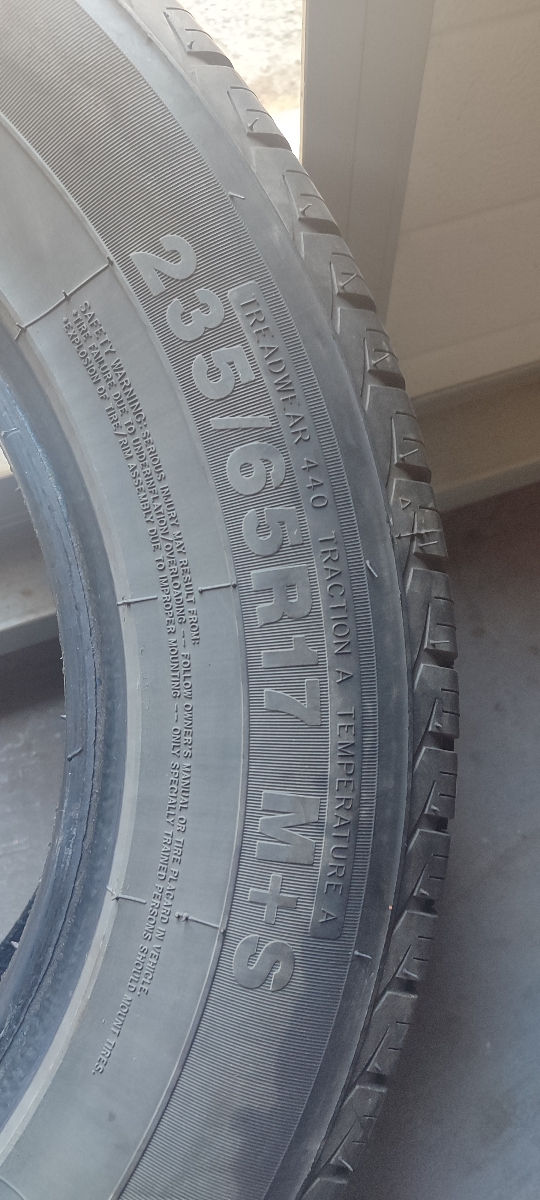 235/65R17 M+S
TREADWEAR 440 TRACTION A TEMPERATURE A
SAFETY WARNING: SERIOUS INJURY MAY RESULT FROM:
•TIRE FAILURE DUE TO UNDERINFLATION/OVERLOADING -- FOLLOW OWNER'S MANUAL OR TIRE PLACARD IN VEHICLE.
•EXPLOSION OF TIRE/RIM ASSEMBLY DUE TO IMPROPER MOUNTING -- ONLY SPECIALLY TRAINED PERSONS SHOULD MOUNT TIRES.